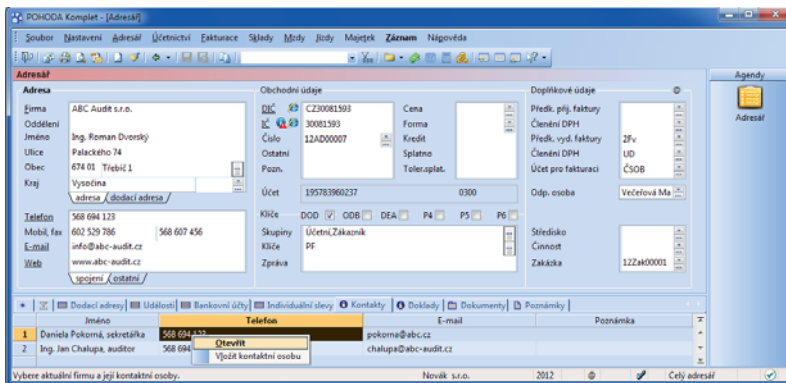 POHODA Komplet - [Adresář]
Soubor Nastavení Adresář Účetnictví Fakturace Sklady Mzdy Jízdy Majetek Záznam Nápověda
Adresář
Agendy
Adresář
Adresa
Firma ABC Audit s.r.o.
Oddělení
Jméno Ing. Roman Dvorský
Ulice Palackého 74
Obec 674 01 Třebíč 1
Kraj Vysočina
adresa dodací adresa
Telefon 568 694 123
Mobil, fax 602 529 786 568 607 456
E-mail info@abc-audit.cz
Web www.abc-audit.cz
spojení ostatní
Obchodní údaje
DIČ CZ30081593 Cena
IČ 30081593 Forma
Číslo 12AD00007 Kredit
Ostatní Splatno
Pozn. Toler.splat.
Účet 195783960237 0300
Klíče DOD ODB DEA P4 P5 P6
Skupiny Účetní,Zákazník
Klíče PF
Zpráva
Doplňkové údaje
Předk. přij. faktury
Členění DPH
Předk. vyd. faktury 2Fv
Členění DPH UD
Účet pro fakturaci ČSOB
Odp. osoba Večeřová Ma
Středisko
Činnost
Zakázka 12Zak00001
Dodací adresy Události Bankovní účty Individuální slevy Kontakty Doklady Dokumenty Poznámky
Jméno Telefon E-mail Poznámka
1 Daniela Pokorná, sekretářka 568 694 123 pokorna@abc.cz
2 Ing. Jan Chalupa, auditor 568 694 chalupa@abc-audit.cz
Otevřít
Vložit kontaktní osobu
Vybere aktuální firmu a její kontaktní osoby. Novák s.r.o. 2012 Celý adresář